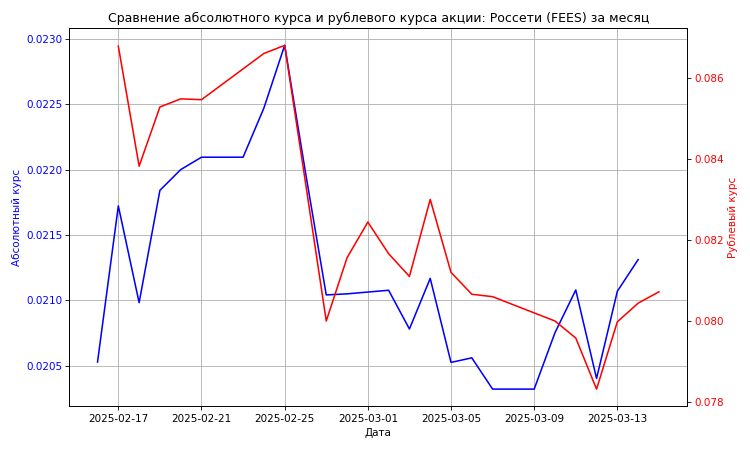 Сравнение абсолютного курса и рублевого курса акции: Россети (FEES) за месяц
0.0230
0.0225
0.0220
0.0215
0.0210
0.0205
Абсолютный курс
0.086
0.084
0.082
0.080
0.078
Рублевый курс
2025-02-17 2025-02-21 2025-02-25 2025-03-01 2025-03-05 2025-03-09 2025-03-13
Дата